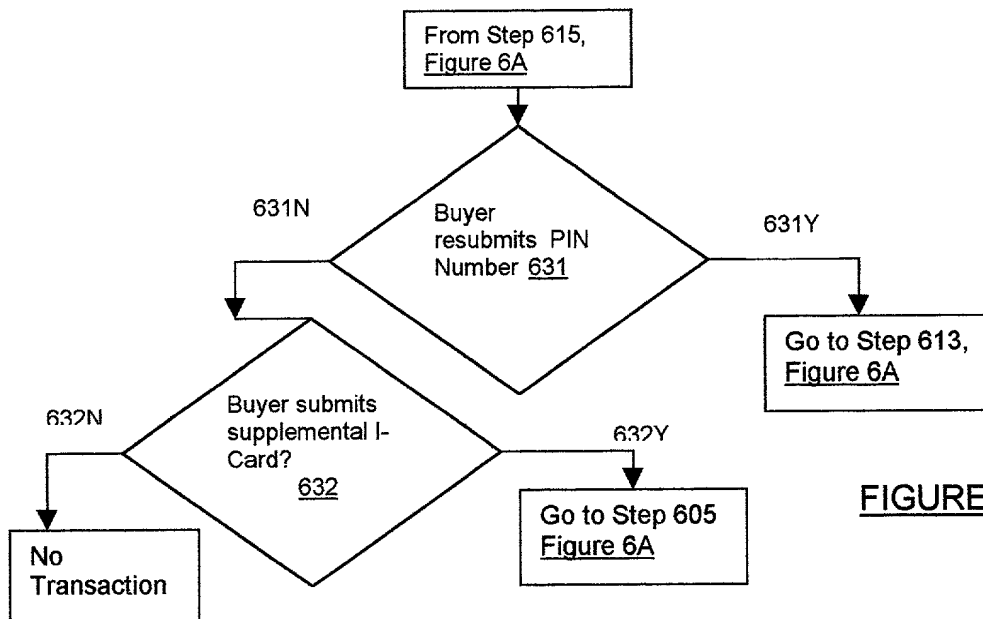 From Step 615,
Figure 6A
631N
Buyer
resubmits PIN
Number 631
631Y
Go to Step 613,
Figure 6A
632N
Buyer submits
supplemental I-
Card?
632
632Y
Go to Step 605
Figure 6A
FIGURE
No
Transaction